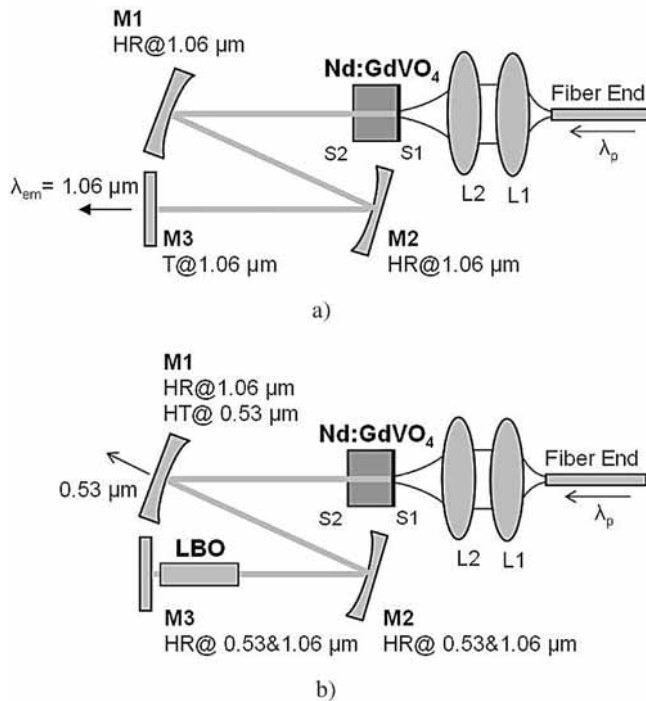 M1
HR@1.06 µm
Nd:GdVO₄
Fiber End
λp
S2
S1
L2
L1
λem= 1.06 µm
M3
T@1.06 µm
M2
HR@1.06 µm
a)
M1
HR@1.06 µm
HT@ 0.53 µm
Nd:GdVO₄
Fiber End
λp
0.53 µm
S2
S1
L2
L1
LBO
M3
HR@ 0.53&1.06 µm
M2
HR@ 0.53&1.06 µm
b)